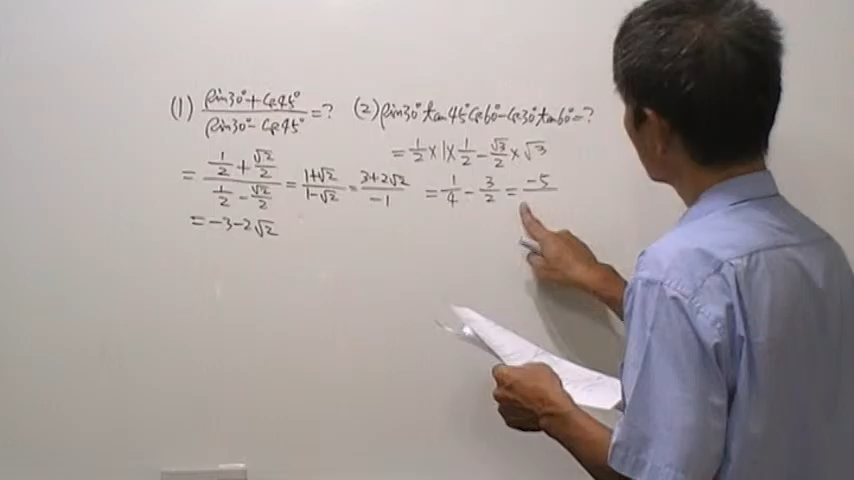 (1) (sin30°+cos45°)/(sin30°-cos45°)=?
= (1/2+√2/2)/(1/2-√2/2) = (1+√2)/(1-√2) = (3+2√2)/(-1)
= -3-2√2
(2) sin30° tan45° cos60°-cos30° tan60°=?
= 1/2×1×1/2-√3/2×√3
= 1/4 - 3/2 = -5/